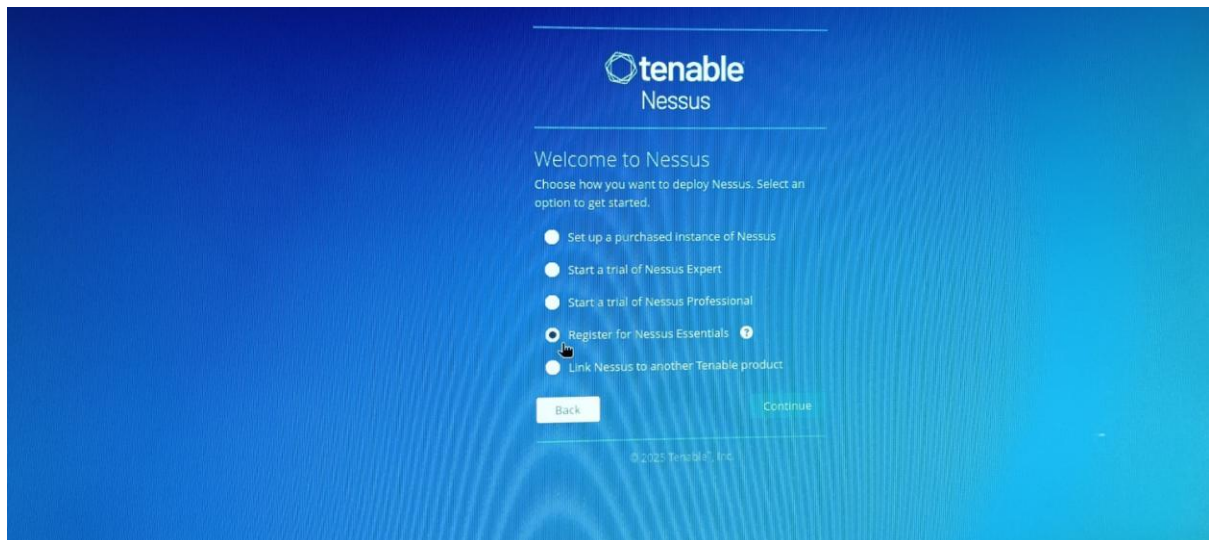 tenable
Nessus
Welcome to Nessus
Choose how you want to deploy Nessus. Select an
option to get started.
Set up a purchased instance of Nessus
Start a trial of Nessus Expert
Start a trial of Nessus Professional
Register for Nessus Essentials ?
Link Nessus to another Tenable product
Back Continue
© 2025 Tenable®, Inc.